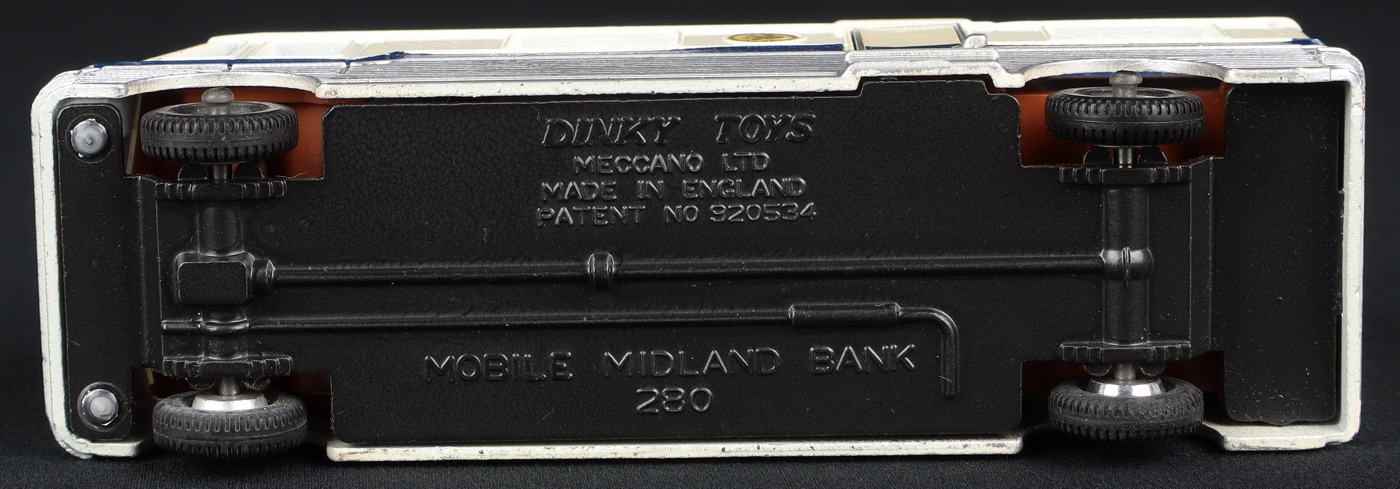 DINKY TOYS
MECCANO LTD
MADE IN ENGLAND
PATENT NO 920534
MOBILE MIDLAND BANK
280